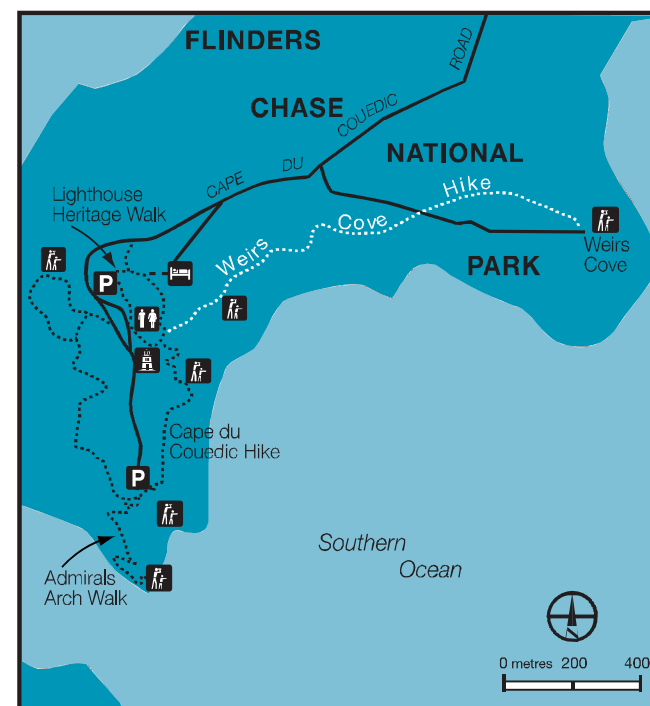 FLINDERS
ROAD
CHASE
COUEDIC
NATIONAL
DU
CAPE
Hike
Lighthouse
Heritage Walk
Cove
Weirs
Weirs
Cove
PARK
P
Cape du
Couedic Hike
P
Southern
Ocean
Admirals
Arch Walk
N
0 metres 200 400